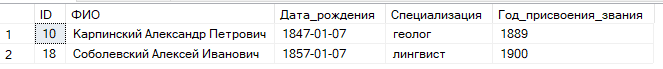 ID ФИО Дата_рождения Специализация Год_присвоения_звания
1 10 Карпинский Александр Петрович 1847-01-07 геолог 1889
2 18 Соболевский Алексей Иванович 1857-01-07 лингвист 1900